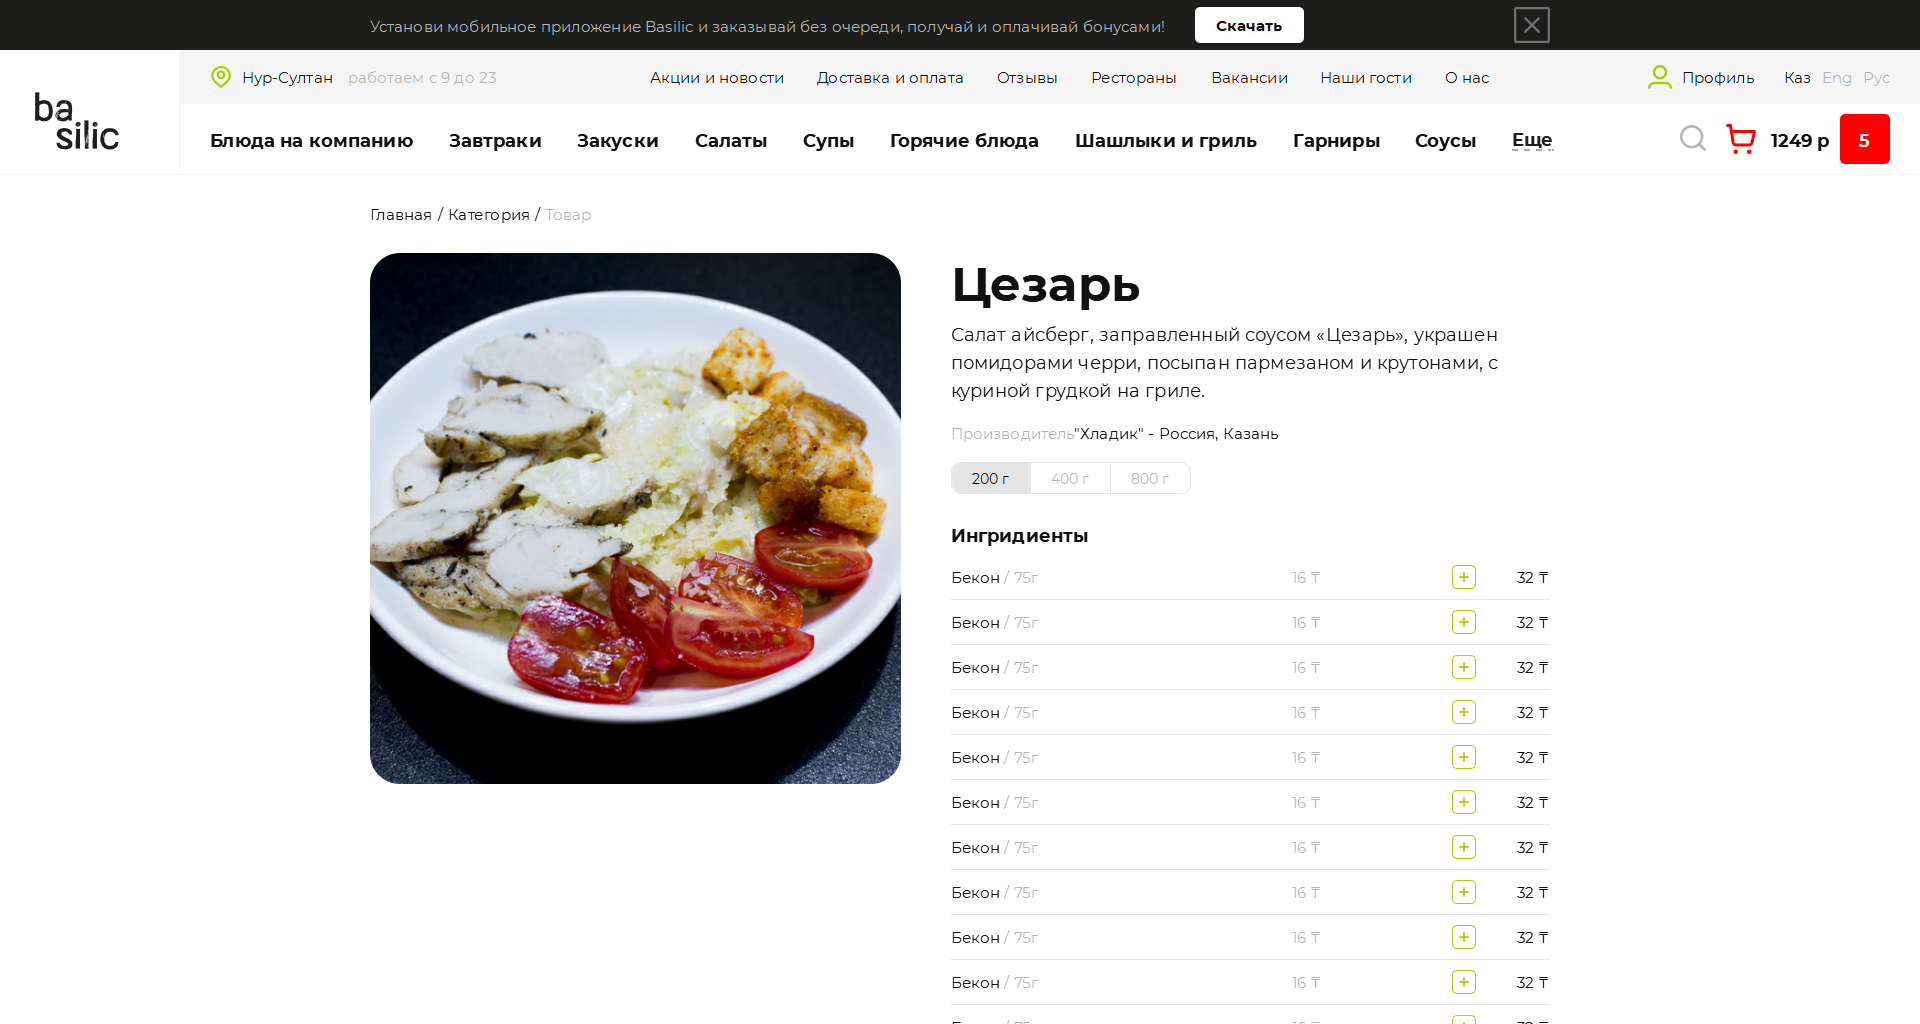 Установи мобильное приложение Basilic и заказывай без очереди, получай и оплачивай бонусами!
Скачать
basilic
Нур-Султан
работаем с 9 до 23
Акции и новости
Доставка и оплата
Отзывы
Рестораны
Вакансии
Наши гости
О нас
Профиль
Каз Eng Рус
Блюда на компанию
Завтраки
Закуски
Салаты
Супы
Горячие блюда
Шашлыки и гриль
Гарниры
Соусы
Еще
1249 р
5
Главная / Категория / Товар
Цезарь
Салат айсберг, заправленный соусом «Цезарь», украшен
помидорами черри, посыпан пармезаном и крутонами, с
куриной грудкой на гриле.
Производитель"Хладик" - Россия, Казань
200 г
400 г
800 г
Ингридиенты
Бекон / 75г 16 ₸ 32 ₸
Бекон / 75г 16 ₸ 32 ₸
Бекон / 75г 16 ₸ 32 ₸
Бекон / 75г 16 ₸ 32 ₸
Бекон / 75г 16 ₸ 32 ₸
Бекон / 75г 16 ₸ 32 ₸
Бекон / 75г 16 ₸ 32 ₸
Бекон / 75г 16 ₸ 32 ₸
Бекон / 75г 16 ₸ 32 ₸
Бекон / 75г 16 ₸ 32 ₸